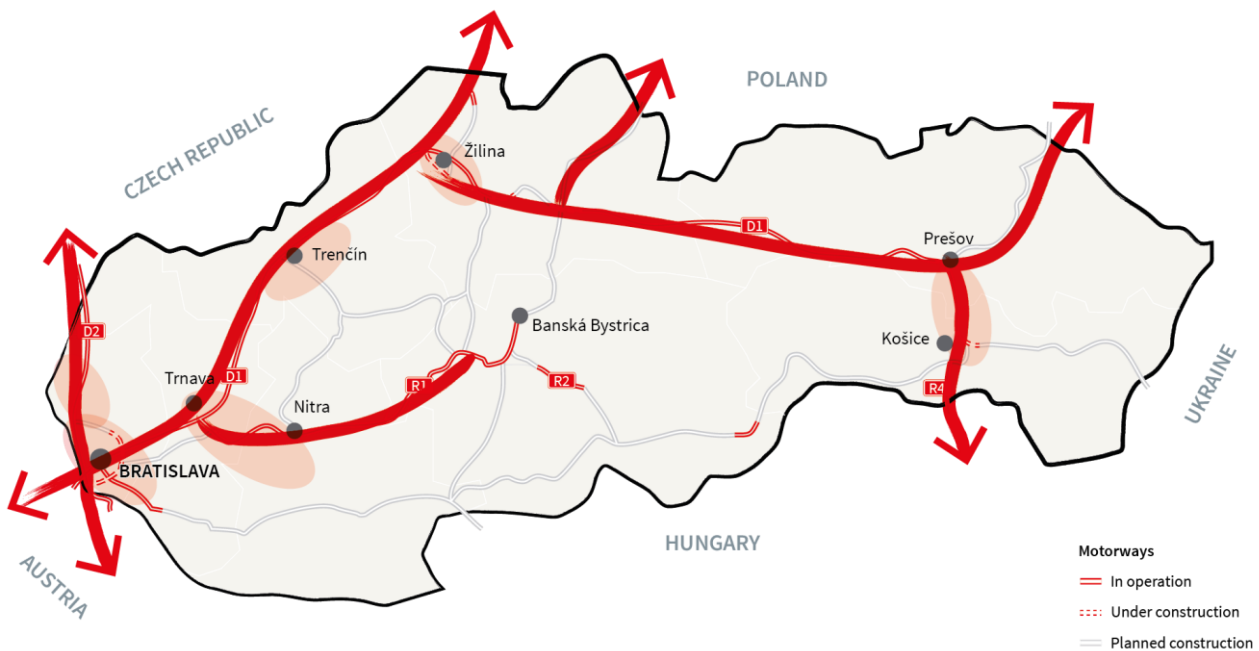 POLAND
CZECH REPUBLIC
Žilina
D1
Prešov
Trenčín
Banská Bystrica
Košice
D2
Trnava
D1
R1
R2
R4
Nitra
UKRAINE
BRATISLAVA
HUNGARY
AUSTRIA
Motorways
In operation
Under construction
Planned construction